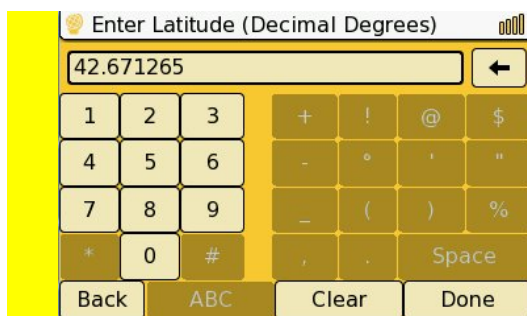 Enter Latitude (Decimal Degrees)
42.671265
1 2 3 + ! @ $
4 5 6 - ° ' "
7 8 9 _ ( ) %
* 0 # , . Space
Back ABC Clear Done